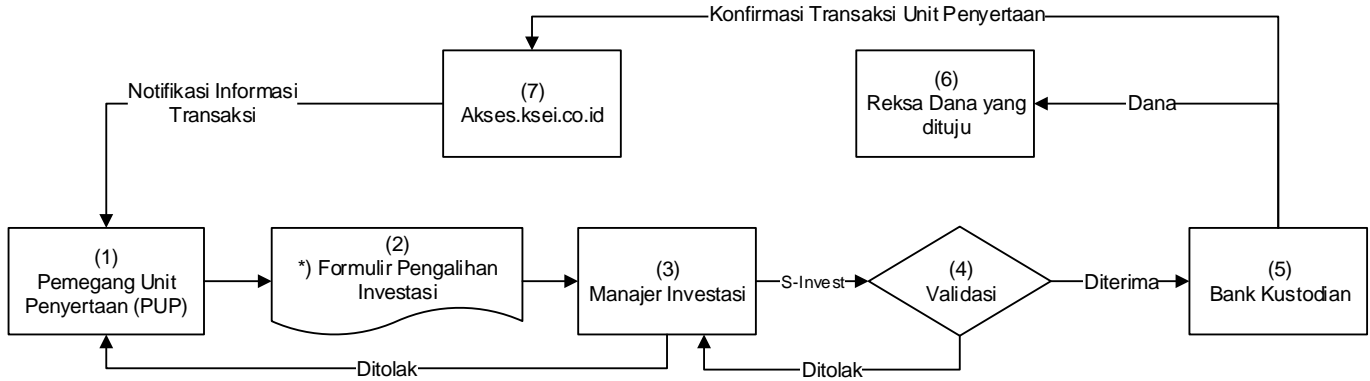 Konfirmasi Transaksi Unit Penyertaan
Notifikasi Informasi
Transaksi
(7)
Akses.ksei.co.id
(6)
Reksa Dana yang
dituju
Dana
(1)
Pemegang Unit
Penyertaan (PUP)
(2)
*) Formulir Pengalihan
Investasi
(3)
Manajer Investasi
S-Invest
(4)
Validasi
Diterima
(5)
Bank Kustodian
Ditolak
Ditolak